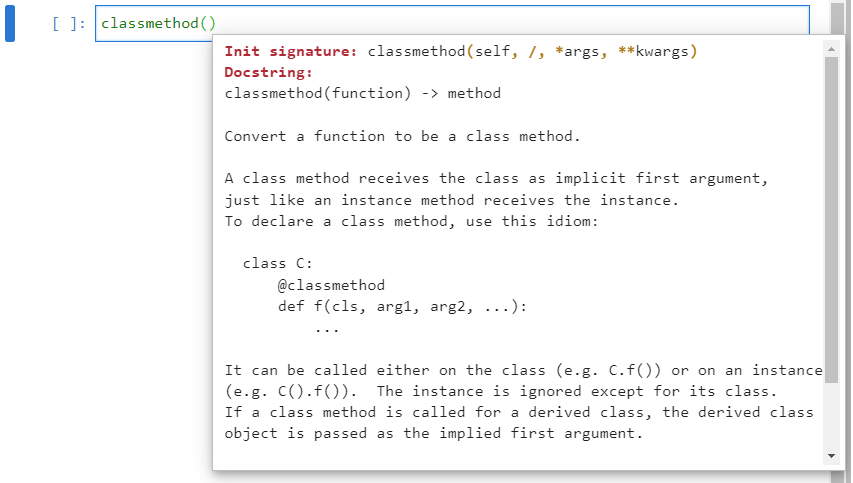 [ ]: classmethod()
Init signature: classmethod(self, /, *args, **kwargs)
Docstring:
classmethod(function) -> method
Convert a function to be a class method.
A class method receives the class as implicit first argument,
just like an instance method receives the instance.
To declare a class method, use this idiom:
class C:
@classmethod
def f(cls, arg1, arg2, ...):
...
It can be called either on the class (e.g. C.f()) or on an instance
(e.g. C().f()).  The instance is ignored except for its class.
If a class method is called for a derived class, the derived class
object is passed as the implied first argument.